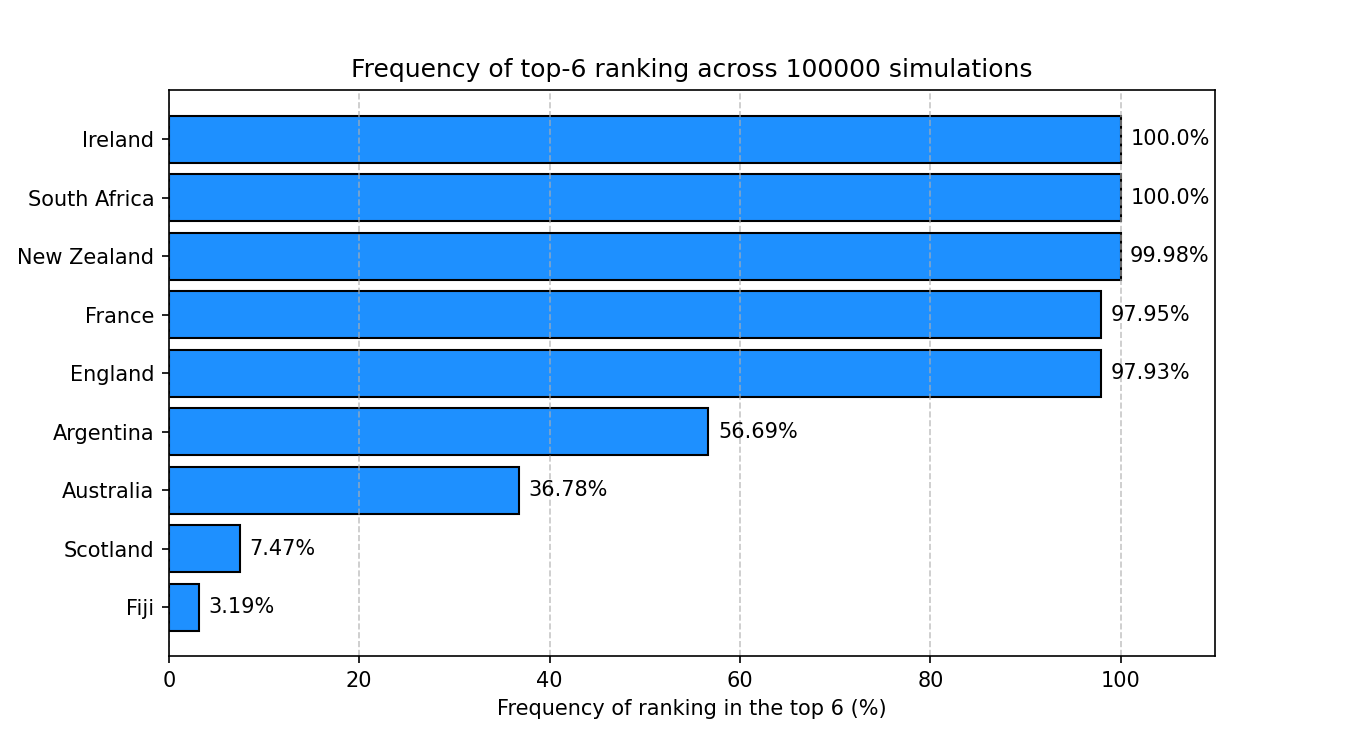 Frequency of top-6 ranking across 100000 simulations
Ireland 100.0%
South Africa 100.0%
New Zealand 99.98%
France 97.95%
England 97.93%
Argentina 56.69%
Australia 36.78%
Scotland 7.47%
Fiji 3.19%
0 20 40 60 80 100
Frequency of ranking in the top 6 (%)